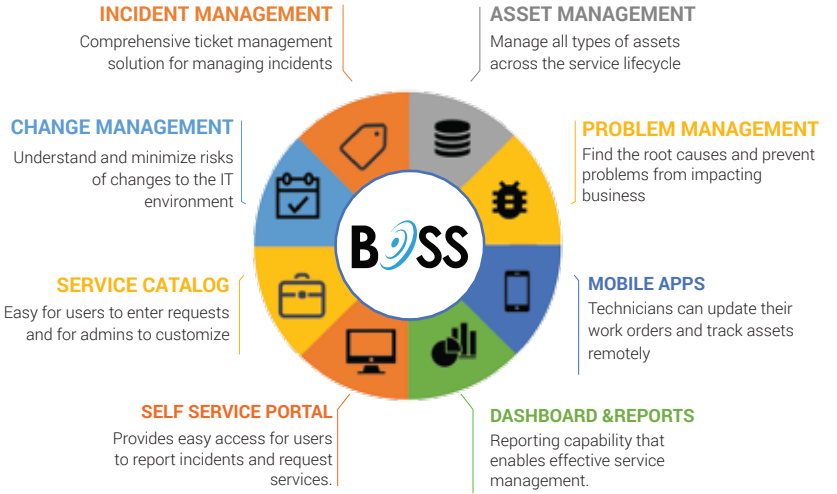 INCIDENT MANAGEMENT
Comprehensive ticket management
solution for managing incidents
ASSET MANAGEMENT
Manage all types of assets
across the service lifecycle
CHANGE MANAGEMENT
Understand and minimize risks
of changes to the IT
environment
PROBLEM MANAGEMENT
Find the root causes and prevent
problems from impacting
business
BOSS
SERVICE CATALOG
Easy for users to enter requests
and for admins to customize
MOBILE APPS
Technicians can update their
work orders and track assets
remotely
SELF SERVICE PORTAL
Provides easy access for users
to report incidents and request
services.
DASHBOARD &REPORTS
Reporting capability that
enables effective service
management.